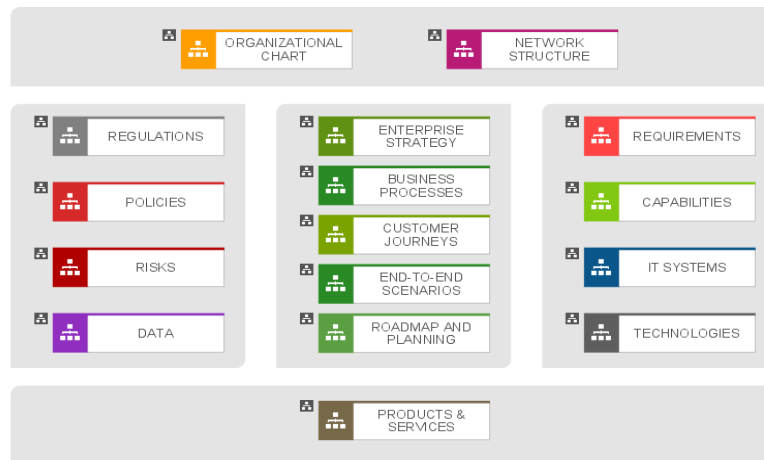 ORGANIZATIONAL
CHART
NETWORK
STRUCTURE
REGULATIONS
POLICIES
RISKS
DATA
ENTERPRISE
STRATEGY
BUSINESS
PROCESSES
CUSTOMER
JOURNEYS
END-TO-END
SCENARIOS
ROADMAP AND
PLANNING
REQUIREMENTS
CAPABILITIES
IT SYSTEMS
TECHNOLOGIES
PRODUCTS &
SERVICES